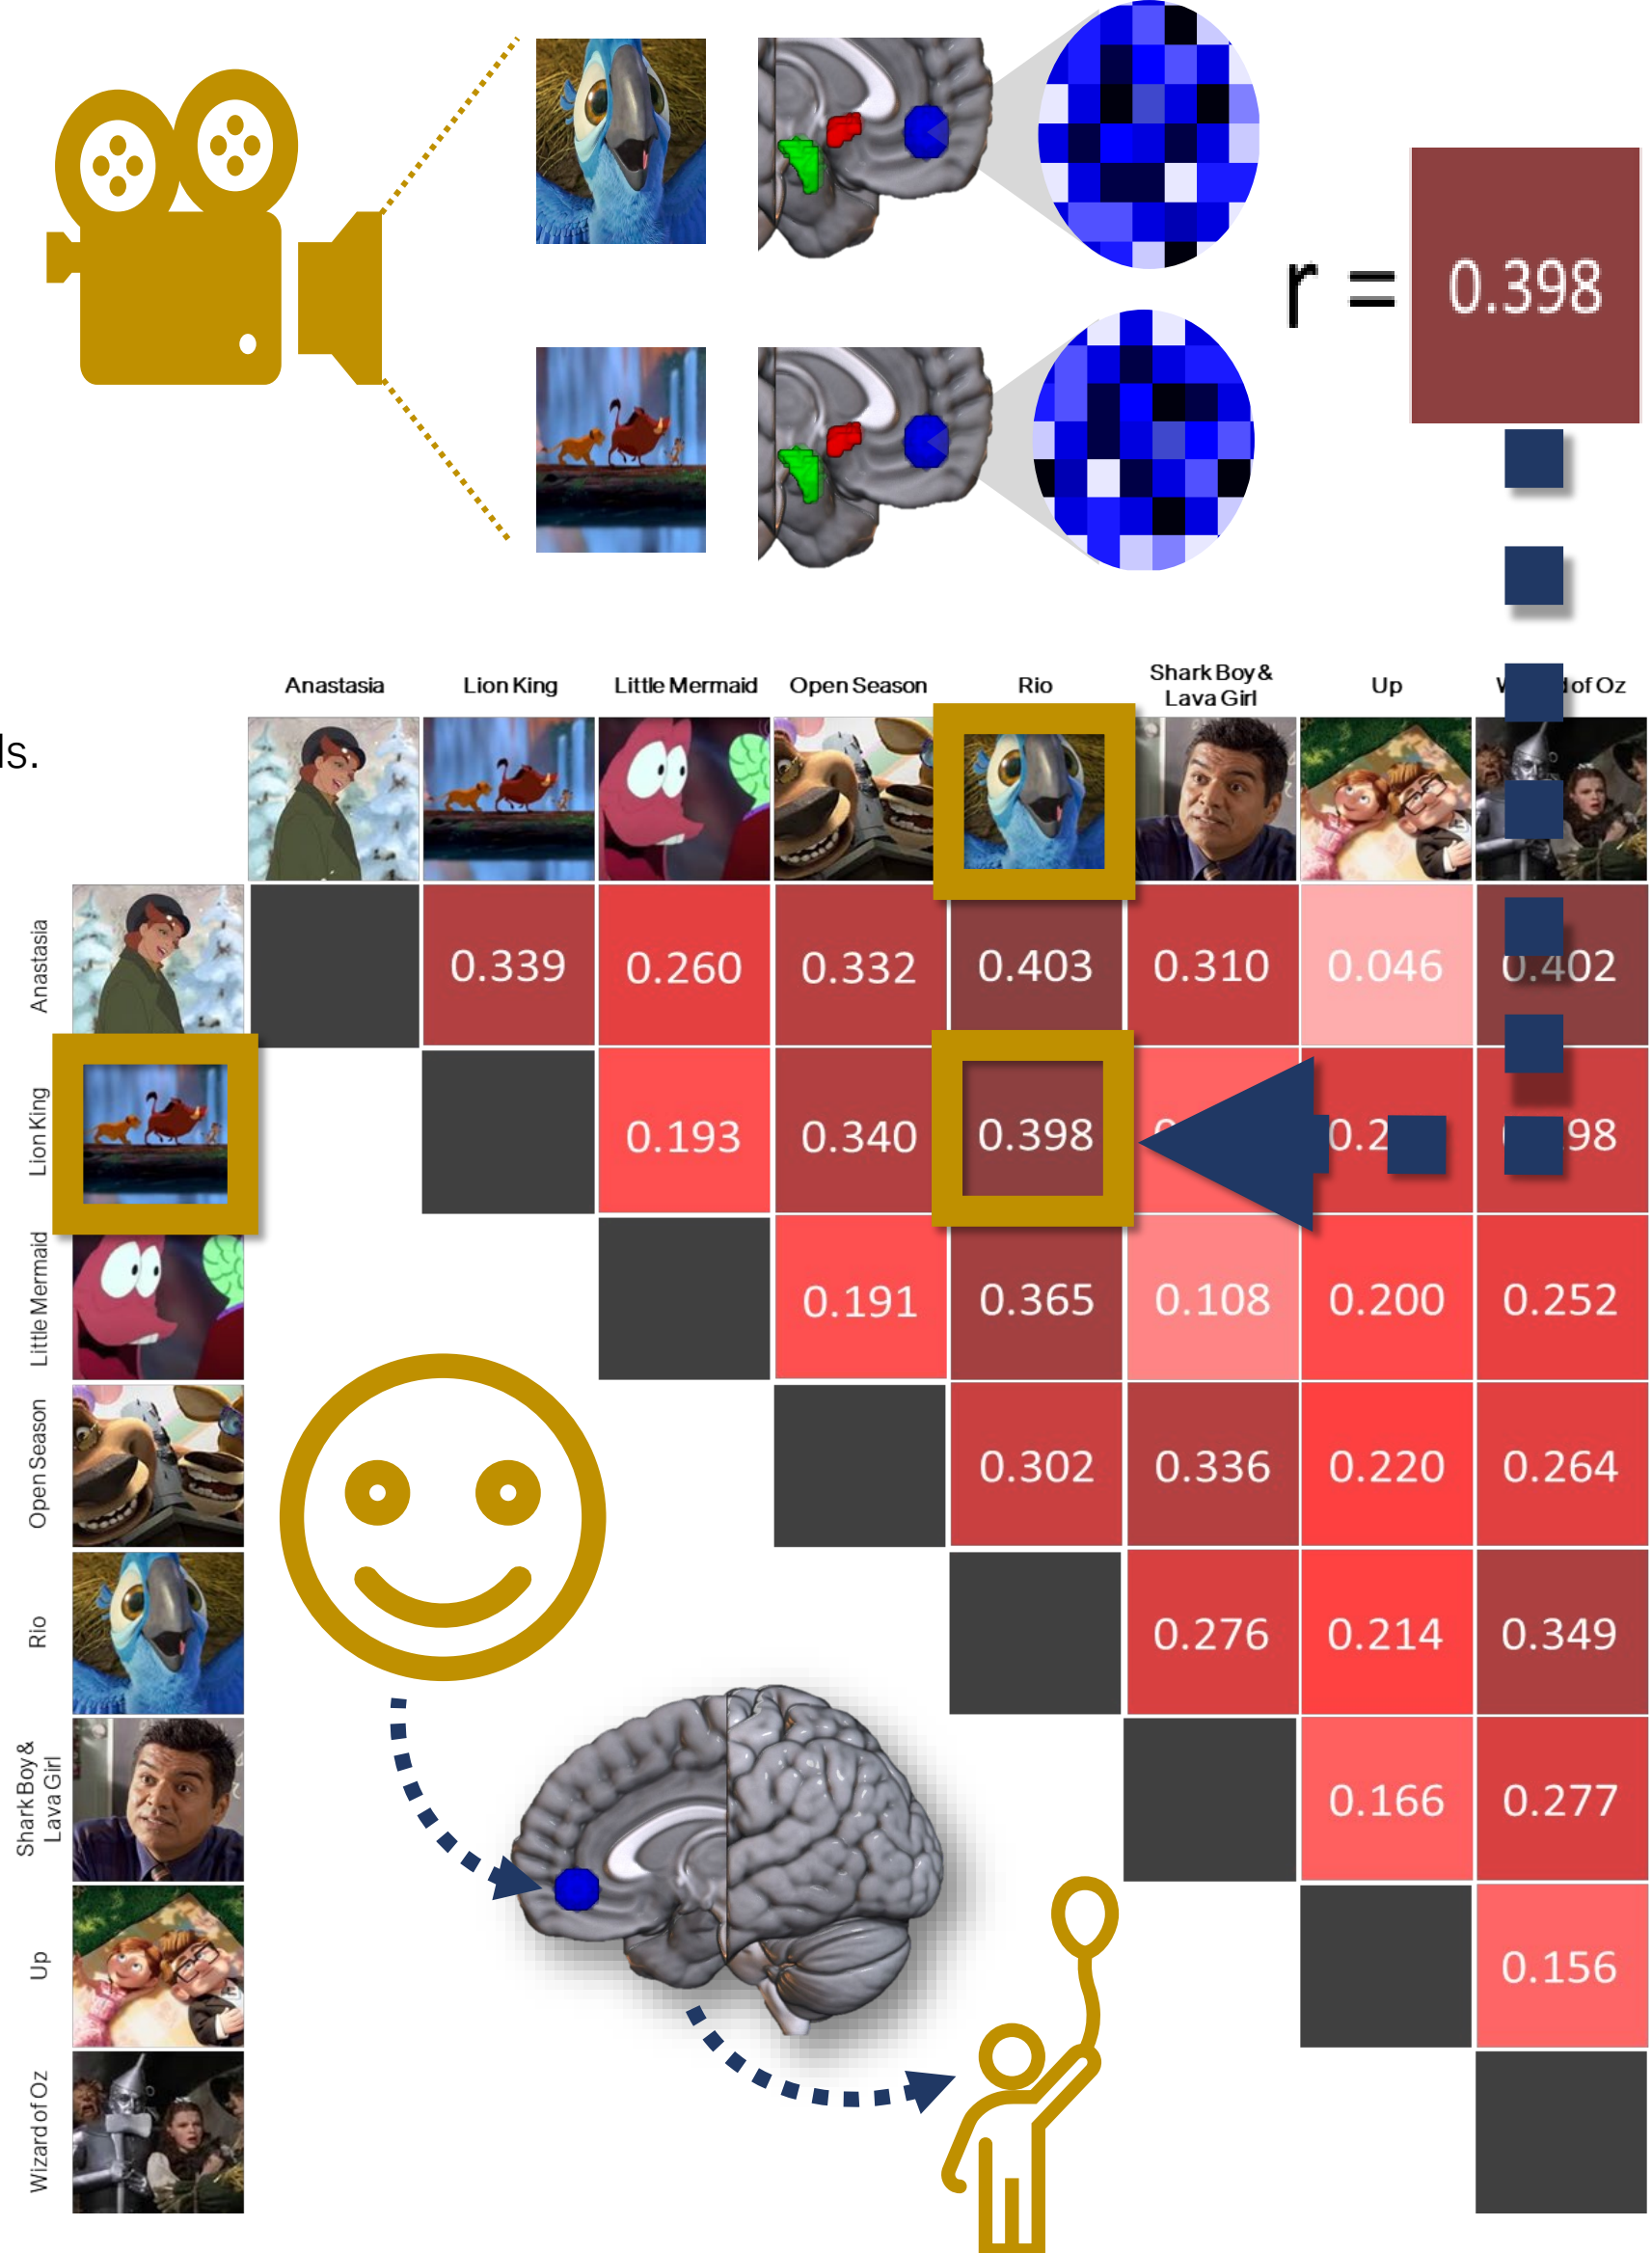 r = 0.398
ls.
Anastasia Lion King Little Mermaid Open Season Rio Shark Boy & Lava Girl Up of Oz
Anastasia 0.339 0.260 0.332 0.403 0.310 0.046 0.402
Lion King 0.193 0.340 0.398
Little Mermaid 0.191 0.365 0.108 0.200 0.252
Open Season 0.302 0.336 0.220 0.264
Rio 0.276 0.214 0.349
Shark Boy & Lava Girl 0.166 0.277
Up 0.156
Wizard of Oz